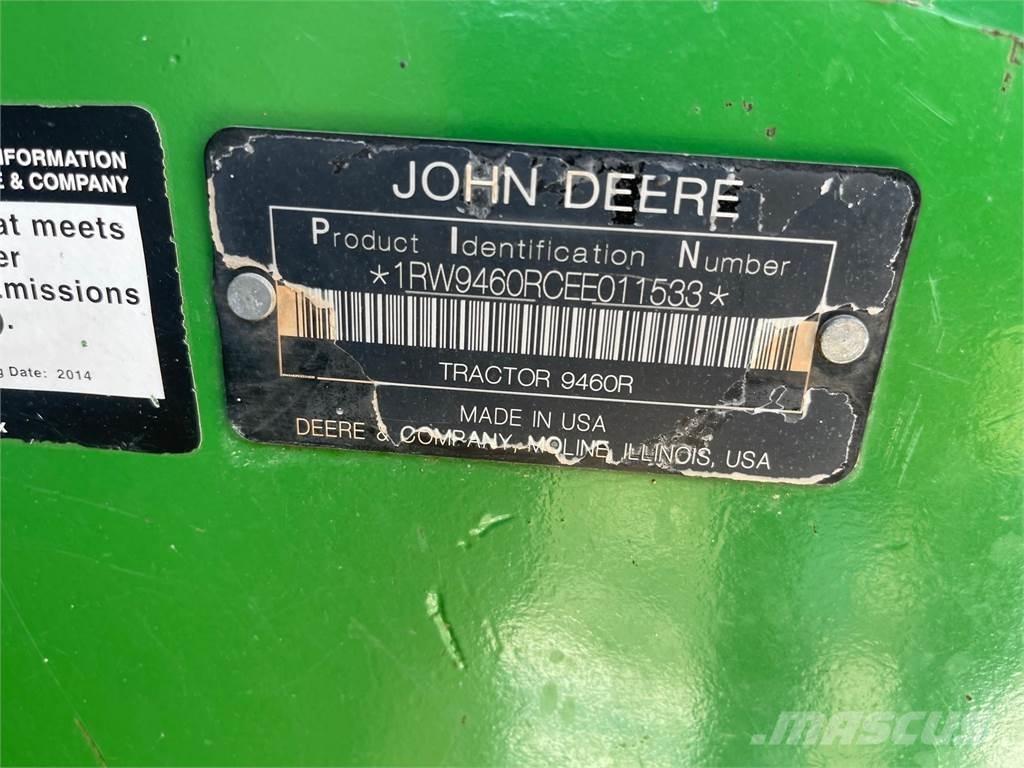 NFORMATION
E & COMPANY
at meets
er
.missions
.
g Date: 2014
x
JOHN DEERE
Product Identification Number
*1RW9460RCEE011533*
TRACTOR 9460R
MADE IN USA
DEERE & COMPANY, MOLINE, ILLINOIS, USA
MASCUS